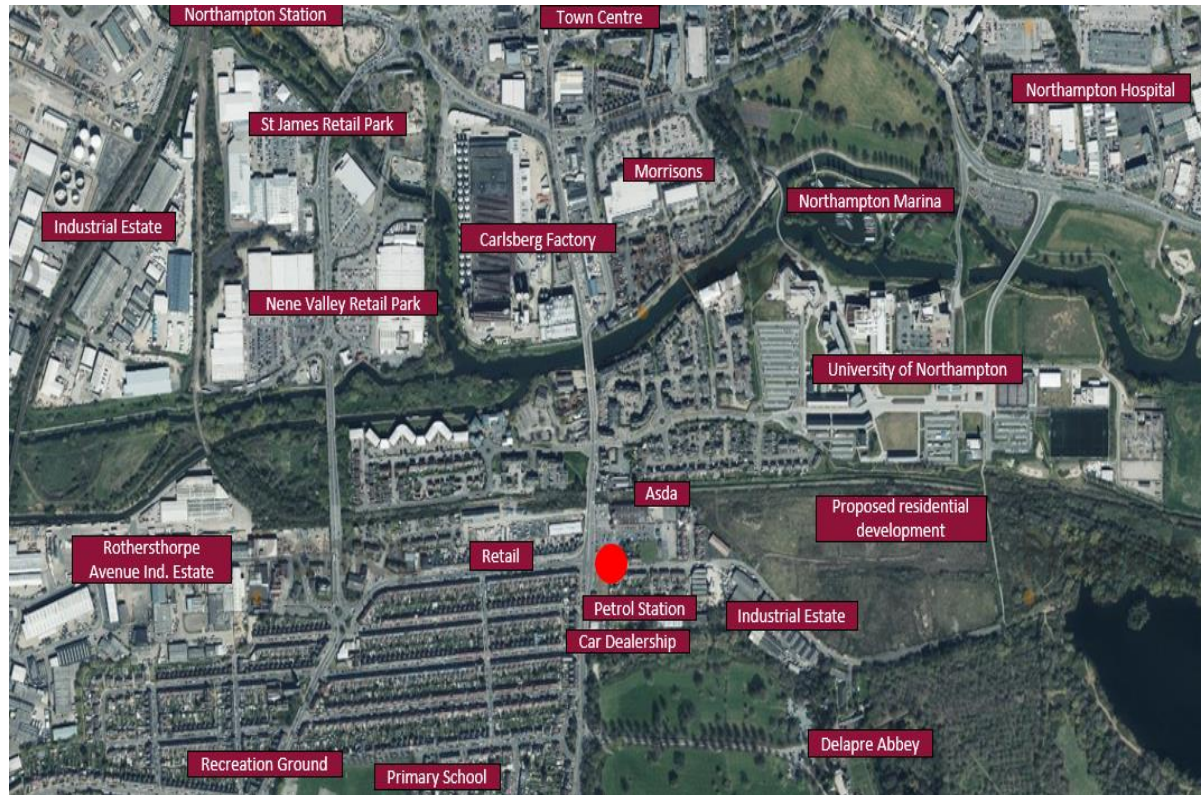 Northampton Station
Town Centre
Northampton Hospital
St James Retail Park
Morrisons
Northampton Marina
Industrial Estate
Carlsberg Factory
Nene Valley Retail Park
University of Northampton
Asda
Proposed residential
development
Rothersthorpe
Avenue Ind. Estate
Retail
Petrol Station
Industrial Estate
Car Dealership
Delapre Abbey
Recreation Ground
Primary School